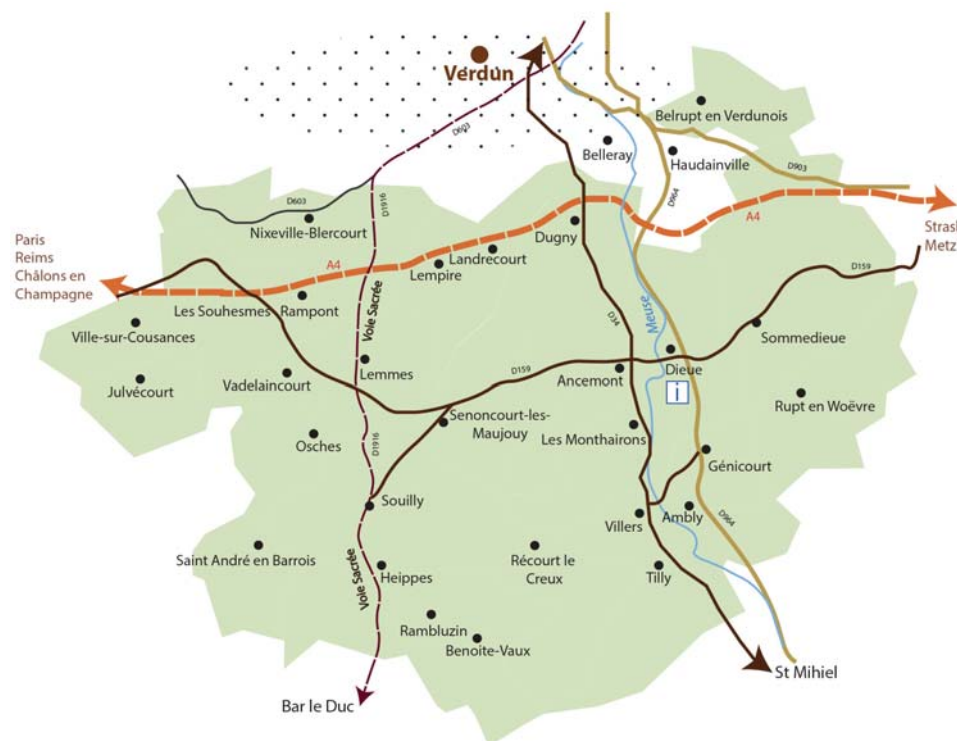 Verdun
Belrupt en Verdunois
D603
Belleray
Haudainville
D903
D964
D603
D1916
Nixeville-Blercourt
Dugny
A4
Paris
Reims
Châlons en
Champagne
Stras
Metz
Landrecourt
A4
Lempire
D159
Les Souhesmes
Rampont
Voie Sacrée
D34
Meuse
Ville-sur-Cousances
Sommedieue
Lemmes
D159
Dieue
Julvécourt
Vadelaincourt
Ancemont
i
Rupt en Woëvre
Senoncourt-les-
Maujouy
Osches
D1916
Les Monthairons
Génicourt
Souilly
Villers
Ambly
D964
Saint André en Barrois
Voie Sacrée
Heippes
Récourt le
Creux
Tilly
Rambluzin
Benoite-Vaux
St Mihiel
Bar le Duc